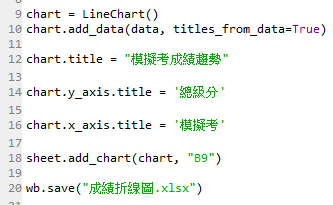 9 chart = LineChart()
10 chart.add_data(data, titles_from_data=True)
11
12 chart.title = "模擬考成績趨勢"
13
14 chart.y_axis.title = '總級分'
15
16 chart.x_axis.title = '模擬考'
17
18 sheet.add_chart(chart, "B9")
19
20 wb.save("成績折線圖.xlsx")